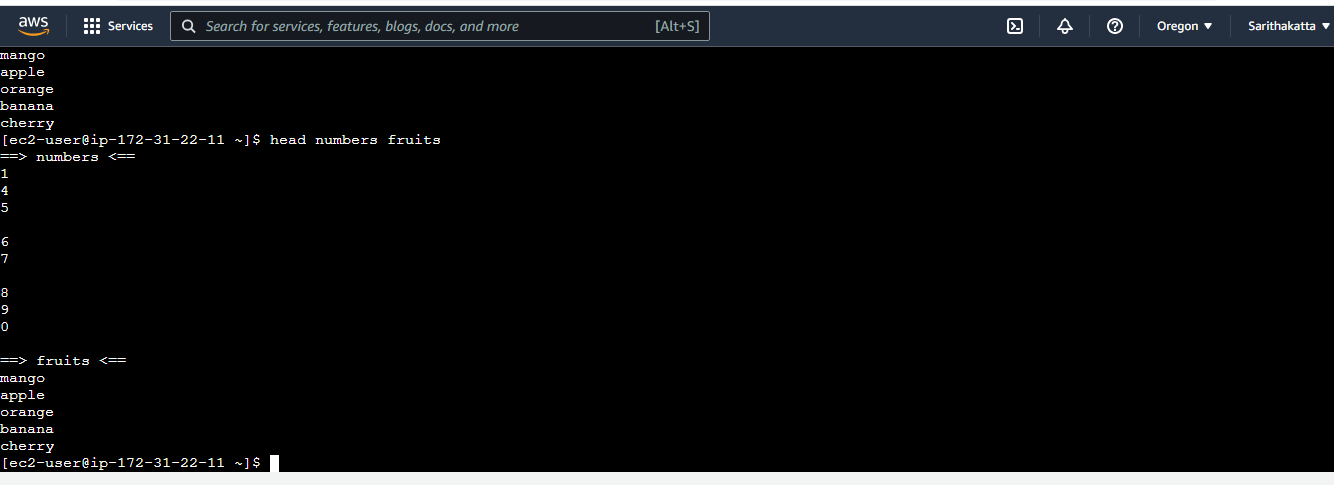 aws Services Search for services, features, blogs, docs, and more [Alt+S] Oregon ▼ Sarithakatta ▼
mango
apple
orange
banana
cherry
[ec2-user@ip-172-31-22-11 ~]$ head numbers fruits
==> numbers <==
1
4
5

6
7

8
9
0

==> fruits <==
mango
apple
orange
banana
cherry
[ec2-user@ip-172-31-22-11 ~]$